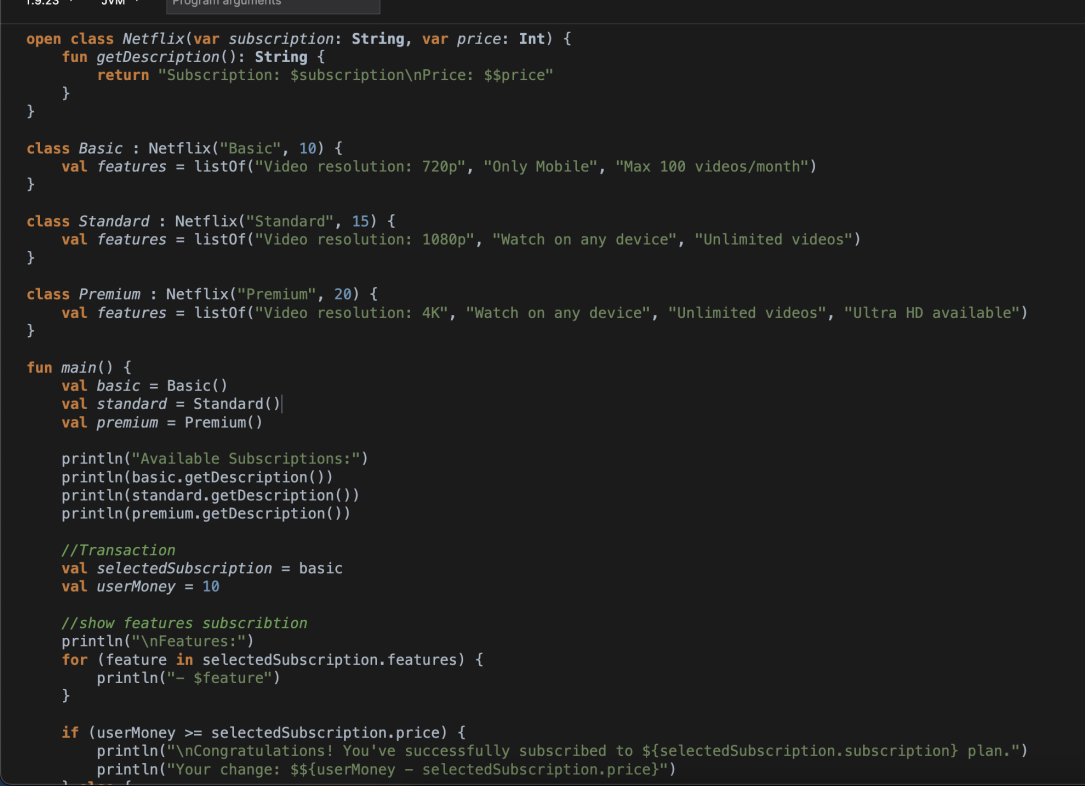 1.9.23 JVM Program arguments
open class Netflix(var subscription: String, var price: Int) {
    fun getDescription(): String {
        return "Subscription: $subscription\nPrice: $$price"
    }
}

class Basic : Netflix("Basic", 10) {
    val features = listOf("Video resolution: 720p", "Only Mobile", "Max 100 videos/month")
}

class Standard : Netflix("Standard", 15) {
    val features = listOf("Video resolution: 1080p", "Watch on any device", "Unlimited videos")
}

class Premium : Netflix("Premium", 20) {
    val features = listOf("Video resolution: 4K", "Watch on any device", "Unlimited videos", "Ultra HD available")
}

fun main() {
    val basic = Basic()
    val standard = Standard()
    val premium = Premium()

    println("Available Subscriptions:")
    println(basic.getDescription())
    println(standard.getDescription())
    println(premium.getDescription())

    //Transaction
    val selectedSubscription = basic
    val userMoney = 10

    //show features subscribtion
    println("\nFeatures:")
    for (feature in selectedSubscription.features) {
        println("- $feature")
    }

    if (userMoney >= selectedSubscription.price) {
        println("\nCongratulations! You've successfully subscribed to ${selectedSubscription.subscription} plan.")
        println("Your change: $${userMoney - selectedSubscription.price}")
    } else {